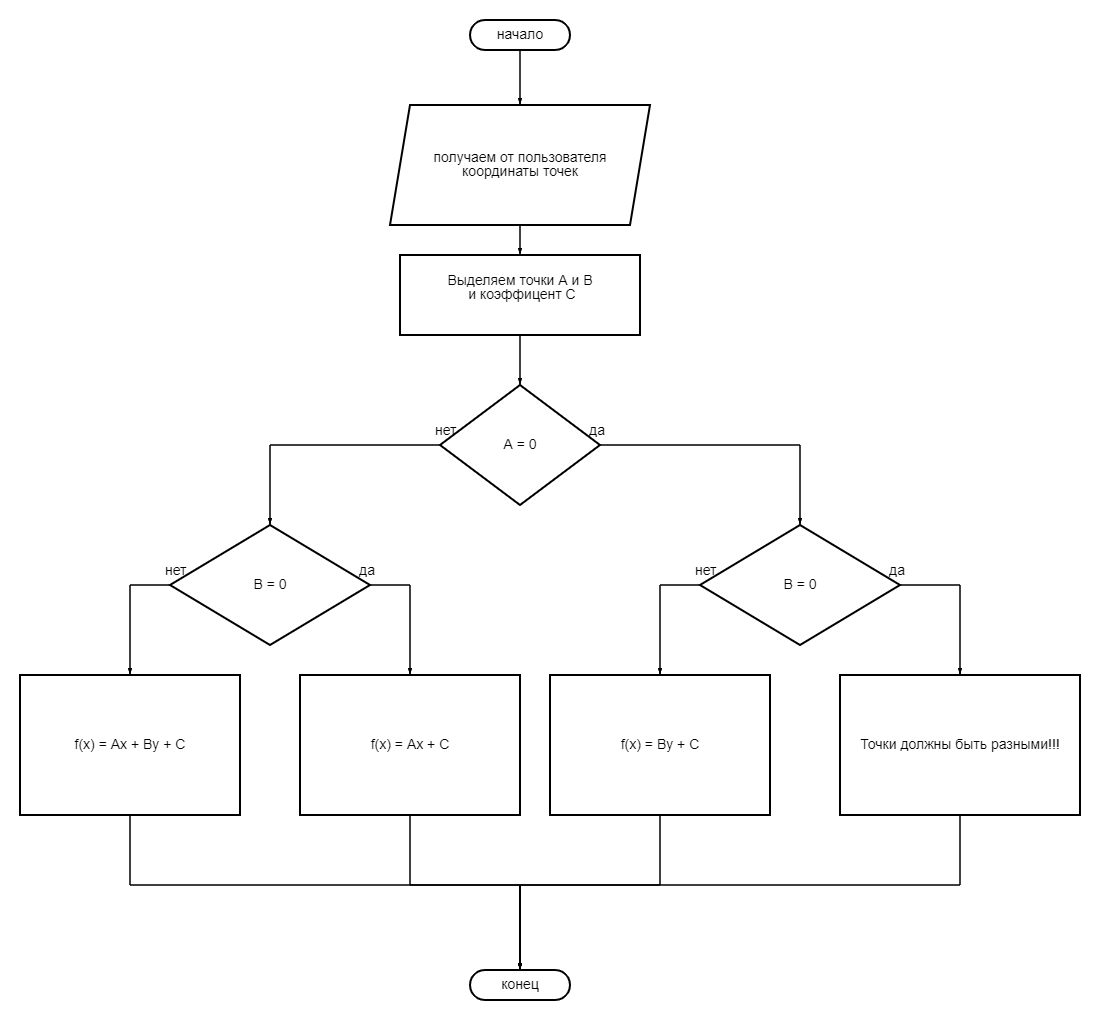 начало
получаем от пользователя
координаты точек
Выделяем точки А и В
и коэффицент С
нет
А = 0
да
нет
В = 0
да
нет
В = 0
да
f(x) = Ax + By + C
f(x) = Ax + C
f(x) = By + C
Точки должны быть разными!!!
конец